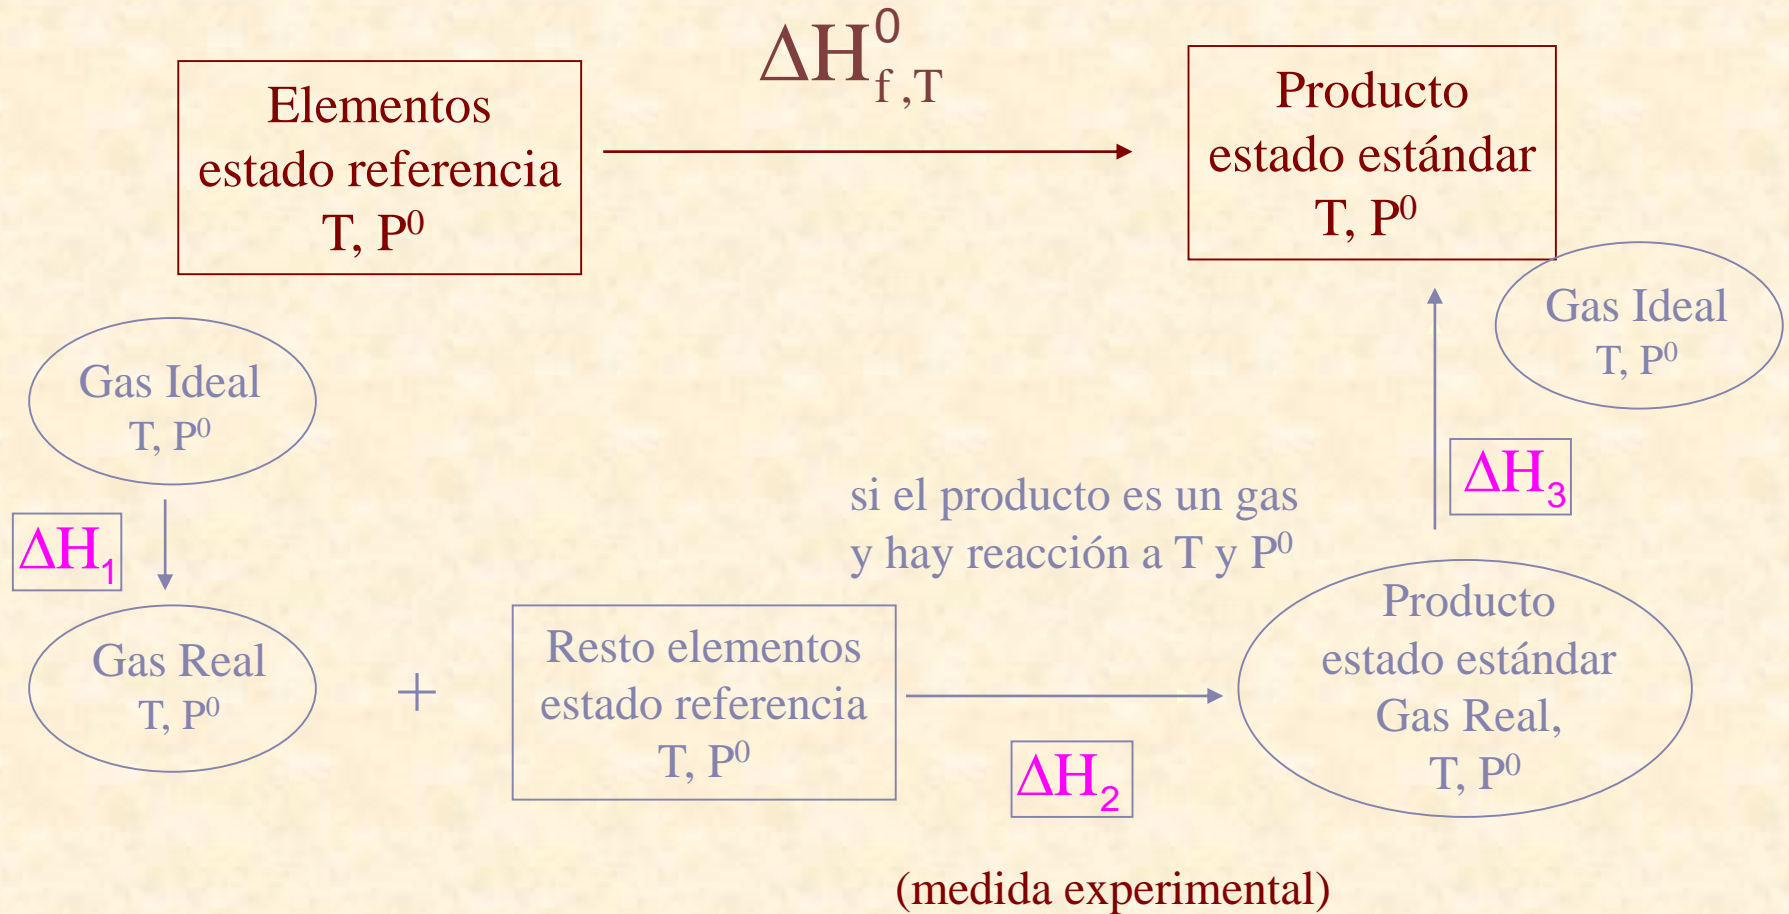 ΔH⁰f,T
Elementos
estado referencia
T, P⁰
Producto
estado estándar
T, P⁰
Gas Ideal
T, P⁰
Gas Ideal
T, P⁰
ΔH₁
ΔH₃
si el producto es un gas
y hay reacción a T y P⁰
Gas Real
T, P⁰
+
Resto elementos
estado referencia
T, P⁰
ΔH₂
Producto
estado estándar
Gas Real,
T, P⁰
(medida experimental)